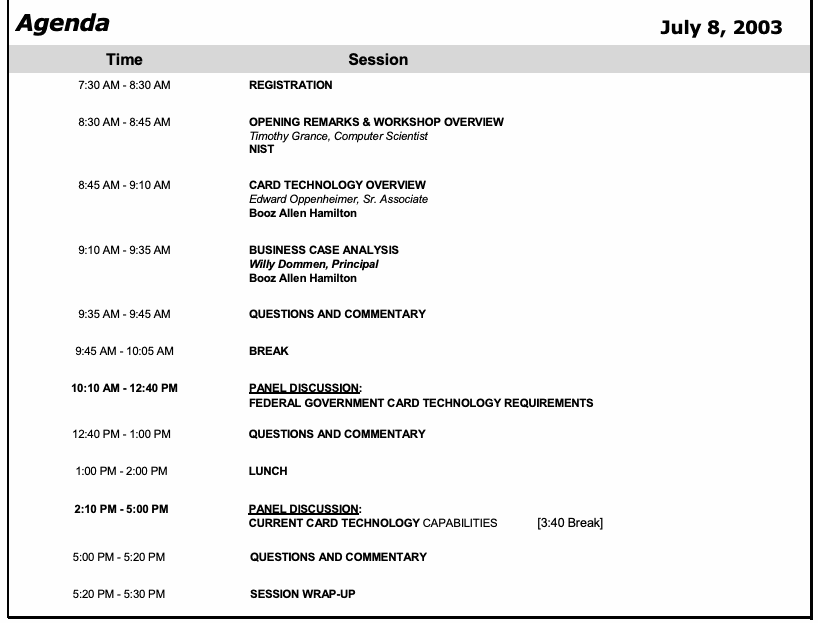 Agenda
July 8, 2003
Time Session
7:30 AM - 8:30 AM REGISTRATION
8:30 AM - 8:45 AM OPENING REMARKS & WORKSHOP OVERVIEW
Timothy Grance, Computer Scientist
NIST
8:45 AM - 9:10 AM CARD TECHNOLOGY OVERVIEW
Edward Oppenheimer, Sr. Associate
Booz Allen Hamilton
9:10 AM - 9:35 AM BUSINESS CASE ANALYSIS
Willy Dommen, Principal
Booz Allen Hamilton
9:35 AM - 9:45 AM QUESTIONS AND COMMENTARY
9:45 AM - 10:05 AM BREAK
10:10 AM - 12:40 PM PANEL DISCUSSION:
FEDERAL GOVERNMENT CARD TECHNOLOGY REQUIREMENTS
12:40 PM - 1:00 PM QUESTIONS AND COMMENTARY
1:00 PM - 2:00 PM LUNCH
2:10 PM - 5:00 PM PANEL DISCUSSION:
CURRENT CARD TECHNOLOGY CAPABILITIES [3:40 Break]
5:00 PM - 5:20 PM QUESTIONS AND COMMENTARY
5:20 PM - 5:30 PM SESSION WRAP-UP